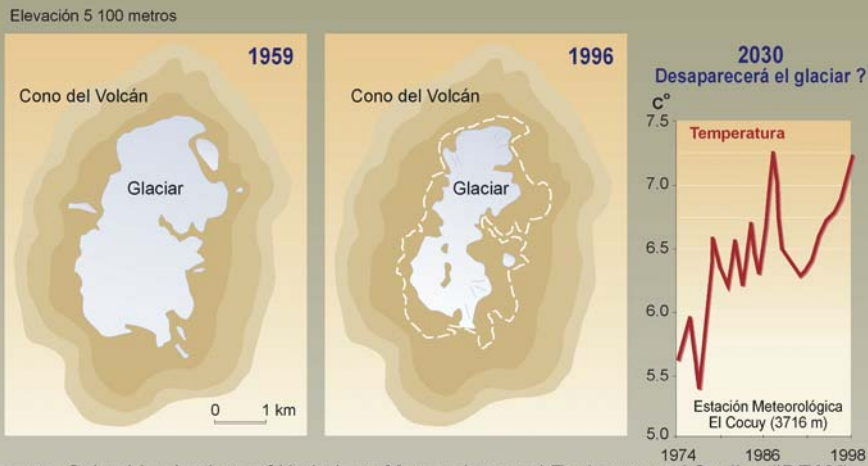 Elevación 5 100 metros
1959
Cono del Volcán
Glaciar
0 1 km
1996
Cono del Volcán
Glaciar
2030
Desaparecerá el glaciar ?
C°
7.5
7.0
6.5
6.0
5.5
5.0
Temperatura
Estación Meteorológica
El Cocuy (3716 m)
1974 1986 1998